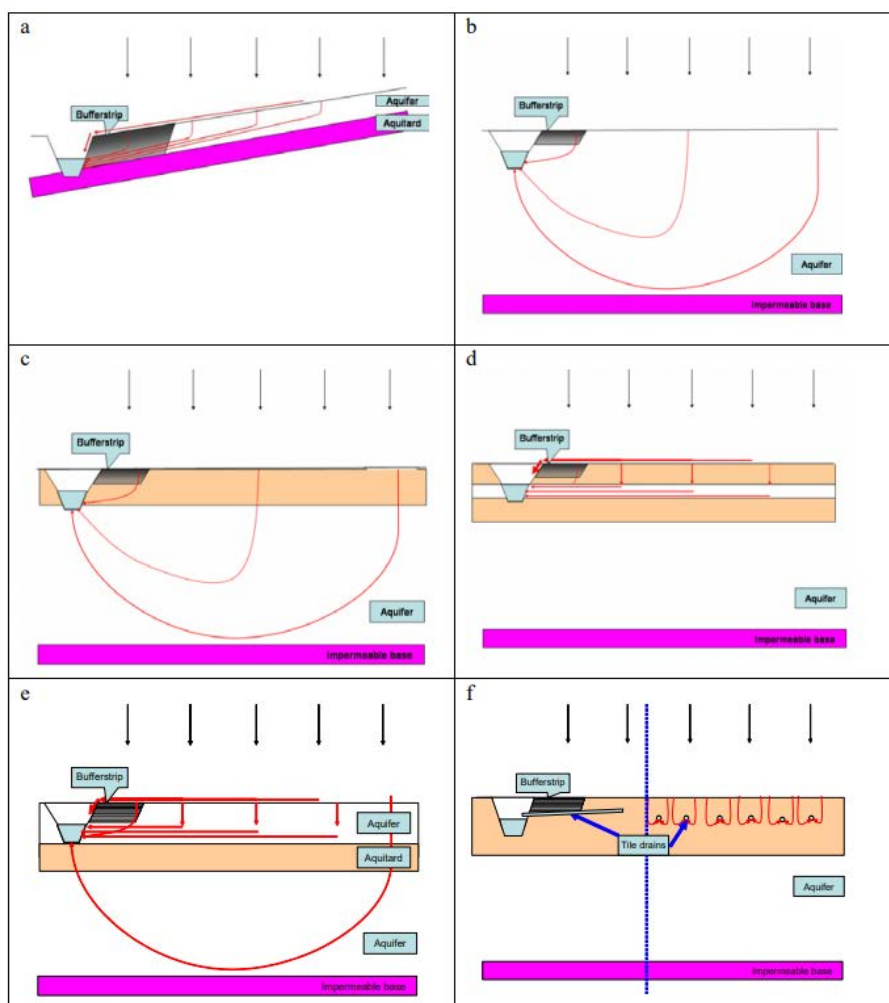 a
Bufferstrip
Aquifer
Aquitard
b
Bufferstrip
Aquifer
Impermeable base
c
Bufferstrip
Aquifer
Impermeable base
d
Bufferstrip
Aquifer
Impermeable base
e
Bufferstrip
Aquifer
Aquitard
Aquifer
Impermeable base
f
Bufferstrip
Tile drains
Aquifer
Impermeable base